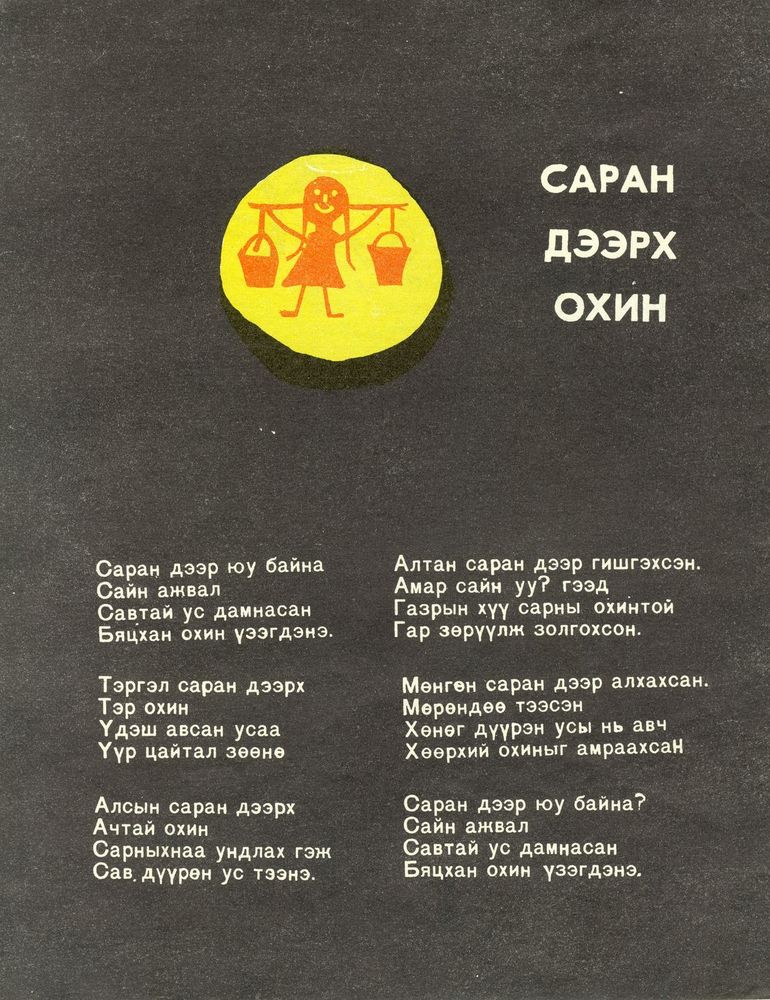 САРАН
ДЭЭРХ
ОХИН
Саран дээр юу байна
Сайн ажвал
Савтай ус дамнасан
Бяцхан охин үээгдэнэ.
Тэргэл саран дээрх
Тэр охин
Үдэш авсан усаа
Үүр цайтал зөөнө
Алсын саран дээрх
Ачтай охин
Сарныхнаа ундлах гэж
Сав. дүүрөн ус тээнэ.
Алтан саран дээр гишгэхсэн.
Амар сайн уу? гээд
Газрын хүү сарны охинтой
Гар зөрүүлж золгохсон.
Мөнгөн саран дээр алхахсан.
Мөрөндөө тээсэн
Хөнөг дүүрэн усы нь авч
Хөөрхий охиныг амраахсан
Саран дээр юу байна?
Сайн ажвал
Савтай ус дамнасан
Бяцхан охин үзэгдэнэ.